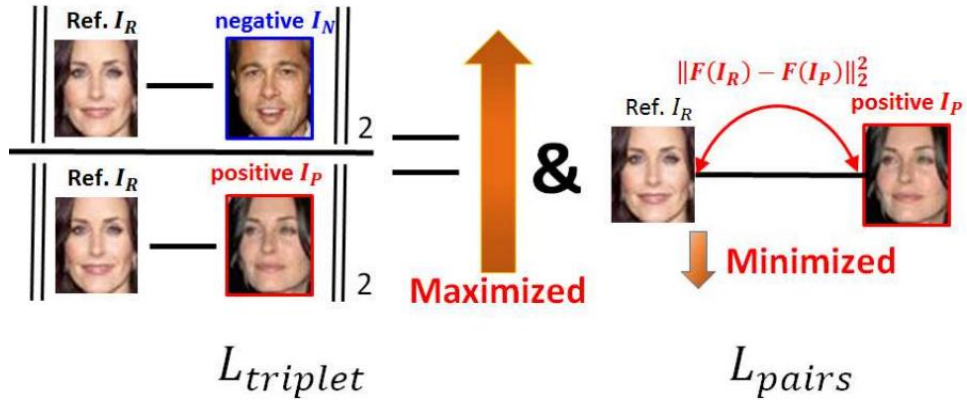 Ref. I_R negative I_N
2
Ref. I_R positive I_P
2
=
Maximized
&
‖F(I_R) − F(I_P)‖₂²
Ref. I_R positive I_P
Minimized
L_triplet
L_pairs